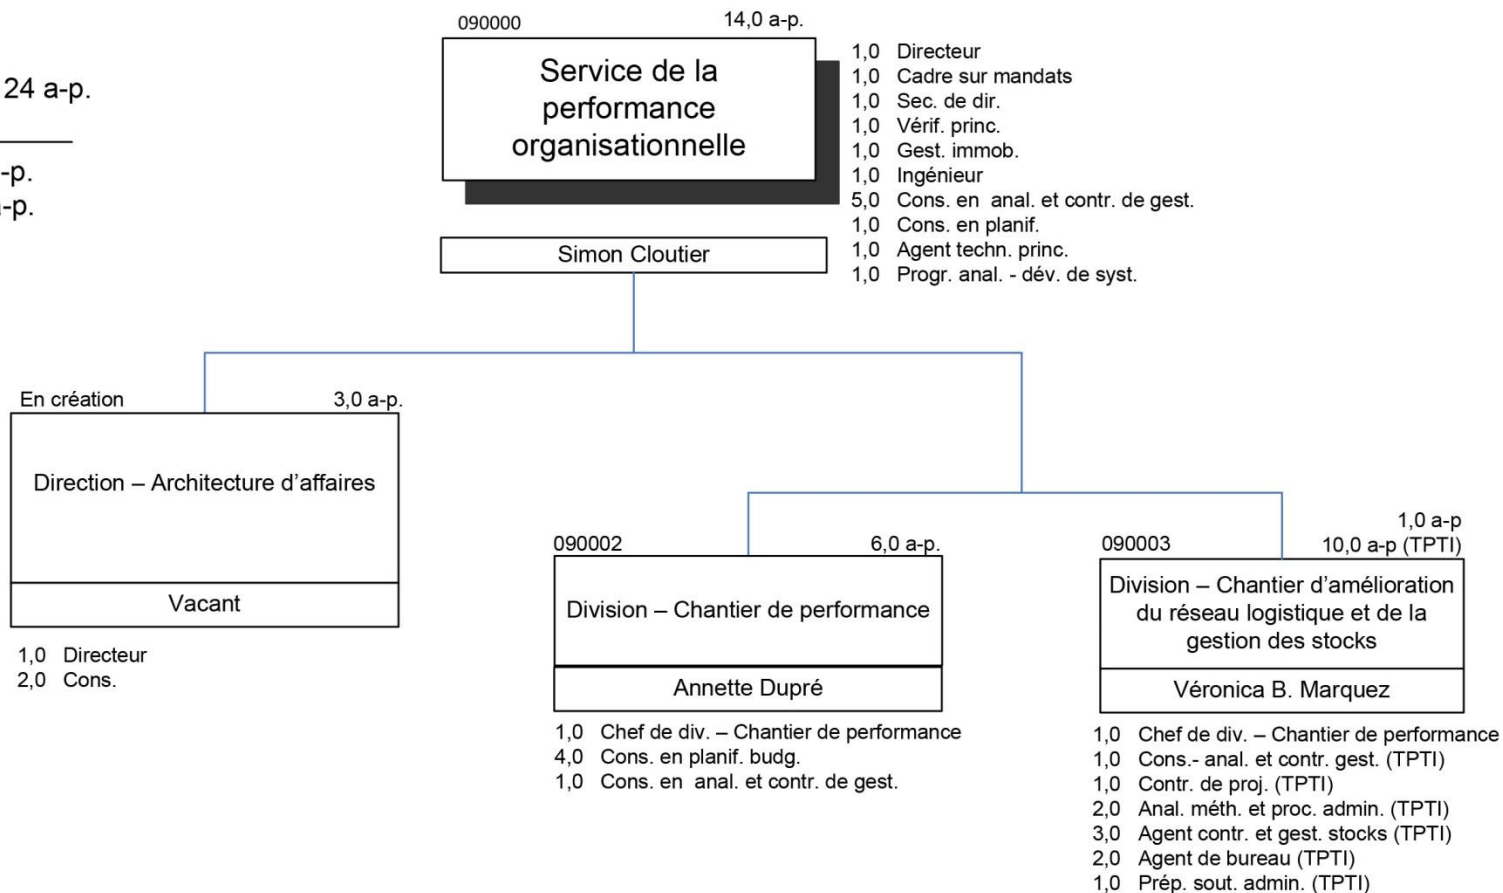 24 a-p.
-p.
-p.
090000 14,0 a-p.
Service de la
performance
organisationnelle
Simon Cloutier
1,0 Directeur
1,0 Cadre sur mandats
1,0 Sec. de dir.
1,0 Vérif. princ.
1,0 Gest. immob.
1,0 Ingénieur
5,0 Cons. en anal. et contr. de gest.
1,0 Cons. en planif.
1,0 Agent techn. princ.
1,0 Progr. anal. - dév. de syst.
En création 3,0 a-p.
Direction – Architecture d’affaires
Vacant
1,0 Directeur
2,0 Cons.
090002 6,0 a-p.
Division – Chantier de performance
Annette Dupré
1,0 Chef de div. – Chantier de performance
4,0 Cons. en planif. budg.
1,0 Cons. en anal. et contr. de gest.
1,0 a-p
090003 10,0 a-p (TPTI)
Division – Chantier d’amélioration
du réseau logistique et de la
gestion des stocks
Véronica B. Marquez
1,0 Chef de div. – Chantier de performance
1,0 Cons.- anal. et contr. gest. (TPTI)
1,0 Contr. de proj. (TPTI)
2,0 Anal. méth. et proc. admin. (TPTI)
3,0 Agent contr. et gest. stocks (TPTI)
2,0 Agent de bureau (TPTI)
1,0 Prép. sout. admin. (TPTI)